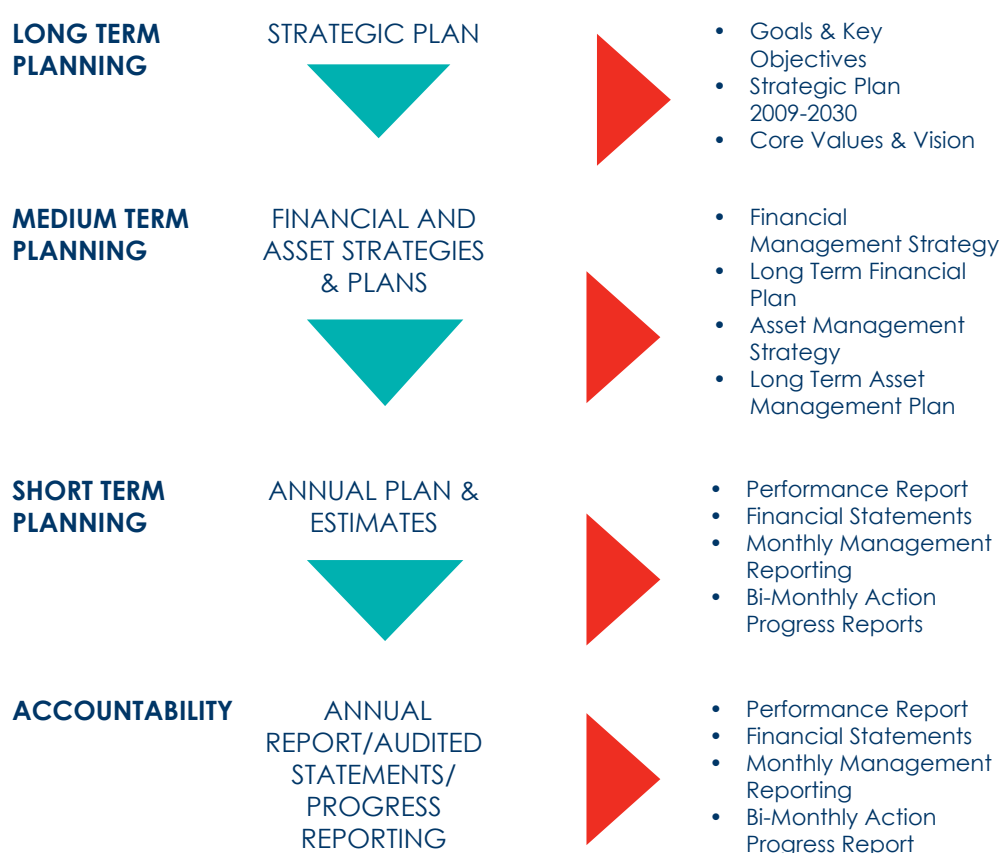 LONG TERM
PLANNING
STRATEGIC PLAN
• Goals & Key
Objectives
• Strategic Plan
2009-2030
• Core Values & Vision
MEDIUM TERM
PLANNING
FINANCIAL AND
ASSET STRATEGIES
& PLANS
• Financial
Management Strategy
• Long Term Financial
Plan
• Asset Management
Strategy
• Long Term Asset
Management Plan
SHORT TERM
PLANNING
ANNUAL PLAN &
ESTIMATES
• Performance Report
• Financial Statements
• Monthly Management
Reporting
• Bi-Monthly Action
Progress Reports
ACCOUNTABILITY
ANNUAL
REPORT/AUDITED
STATEMENTS/
PROGRESS
REPORTING
• Performance Report
• Financial Statements
• Monthly Management
Reporting
• Bi-Monthly Action
Progress Report